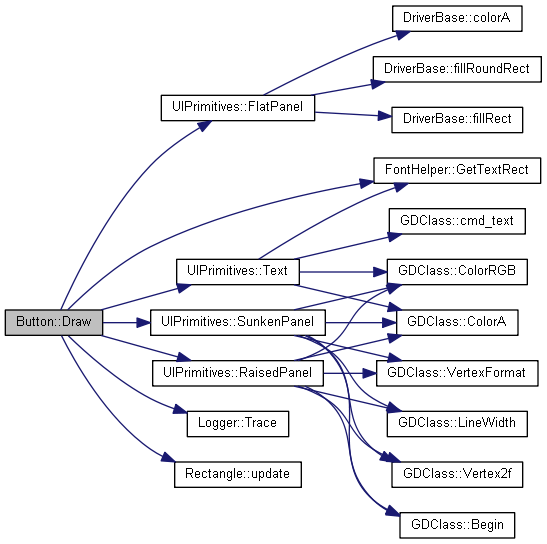 DriverBase::colorA
DriverBase::fillRoundRect
UIPrimitives::FlatPanel
DriverBase::fillRect
FontHelper::GetTextRect
GDClass::cmd_text
UIPrimitives::Text
GDClass::ColorRGB
Button::Draw
UIPrimitives::SunkenPanel
GDClass::ColorA
UIPrimitives::RaisedPanel
GDClass::VertexFormat
Logger::Trace
GDClass::LineWidth
Rectangle::update
GDClass::Vertex2f
GDClass::Begin